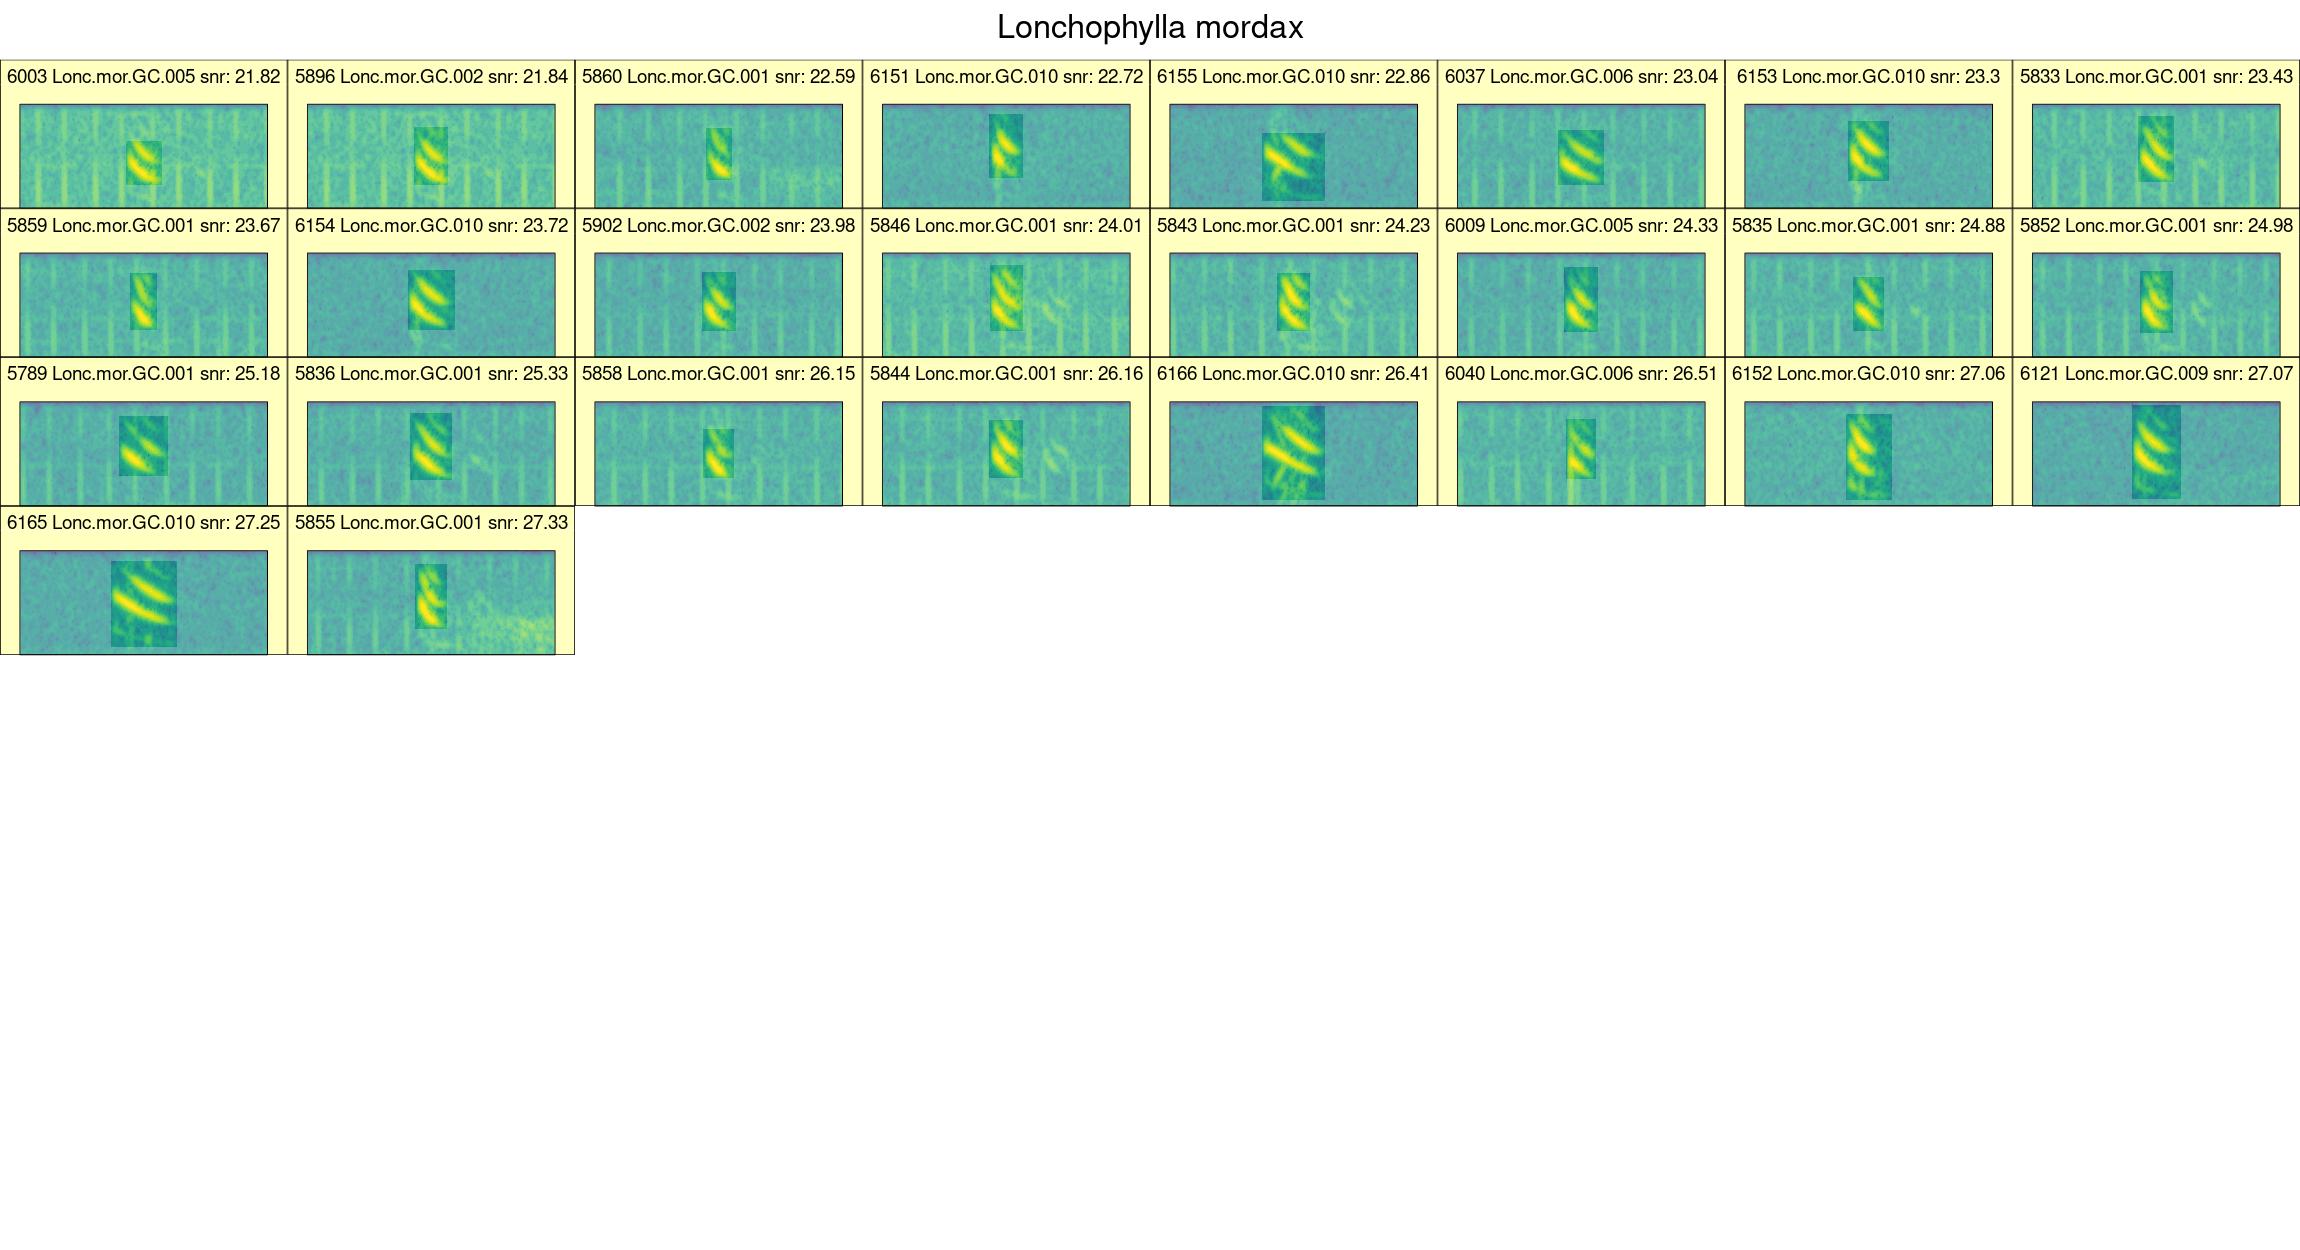 Lonchophylla mordax
6003 Lonc.mor.GC.005 snr: 21.82
5896 Lonc.mor.GC.002 snr: 21.84
5860 Lonc.mor.GC.001 snr: 22.59
6151 Lonc.mor.GC.010 snr: 22.72
6155 Lonc.mor.GC.010 snr: 22.86
6037 Lonc.mor.GC.006 snr: 23.04
6153 Lonc.mor.GC.010 snr: 23.3
5833 Lonc.mor.GC.001 snr: 23.43
5859 Lonc.mor.GC.001 snr: 23.67
6154 Lonc.mor.GC.010 snr: 23.72
5902 Lonc.mor.GC.002 snr: 23.98
5846 Lonc.mor.GC.001 snr: 24.01
5843 Lonc.mor.GC.001 snr: 24.23
6009 Lonc.mor.GC.005 snr: 24.33
5835 Lonc.mor.GC.001 snr: 24.88
5852 Lonc.mor.GC.001 snr: 24.98
5789 Lonc.mor.GC.001 snr: 25.18
5836 Lonc.mor.GC.001 snr: 25.33
5858 Lonc.mor.GC.001 snr: 26.15
5844 Lonc.mor.GC.001 snr: 26.16
6166 Lonc.mor.GC.010 snr: 26.41
6040 Lonc.mor.GC.006 snr: 26.51
6152 Lonc.mor.GC.010 snr: 27.06
6121 Lonc.mor.GC.009 snr: 27.07
6165 Lonc.mor.GC.010 snr: 27.25
5855 Lonc.mor.GC.001 snr: 27.33